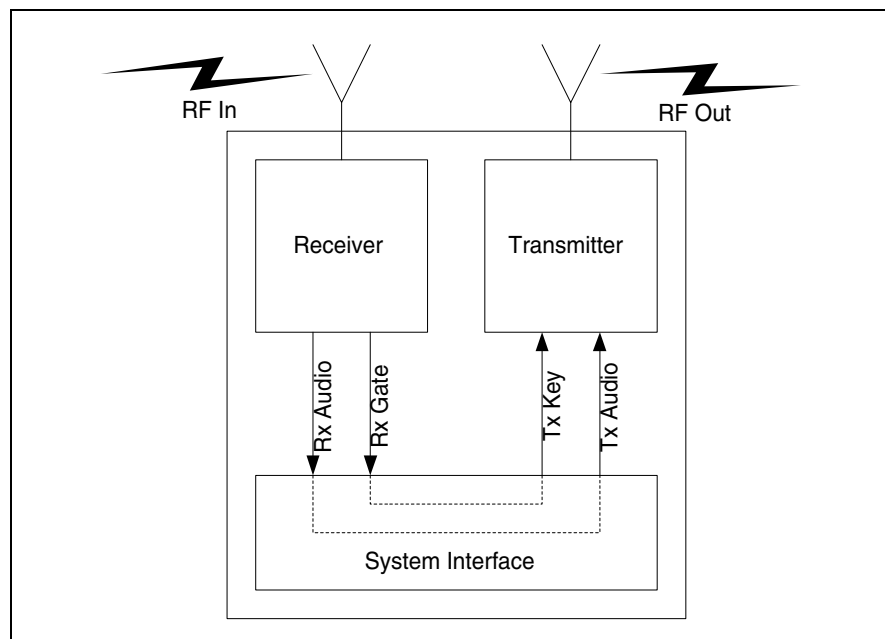 RF In
RF Out
Receiver
Transmitter
Rx Audio
Rx Gate
Tx Key
Tx Audio
System Interface